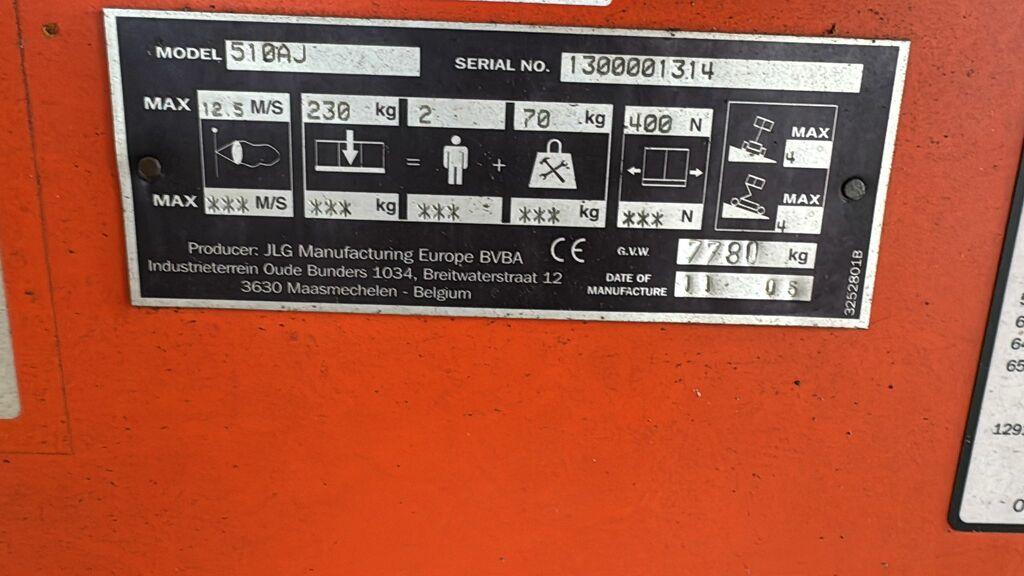 MODEL 510AJ SERIAL NO. 1300001314
MAX 12.5 M/S 230 kg 2 70 kg 400 N
MAX 4
= +
MAX 4
MAX *** M/S *** kg *** *** kg *** N
Producer: JLG Manufacturing Europe BVBA CE G.V.W 7780 kg
Industrieterrein Oude Bunders 1034, Breitwaterstraat 12
3630 Maasmechelen - Belgium
DATE OF
MANUFACTURE 11 05
3252801B